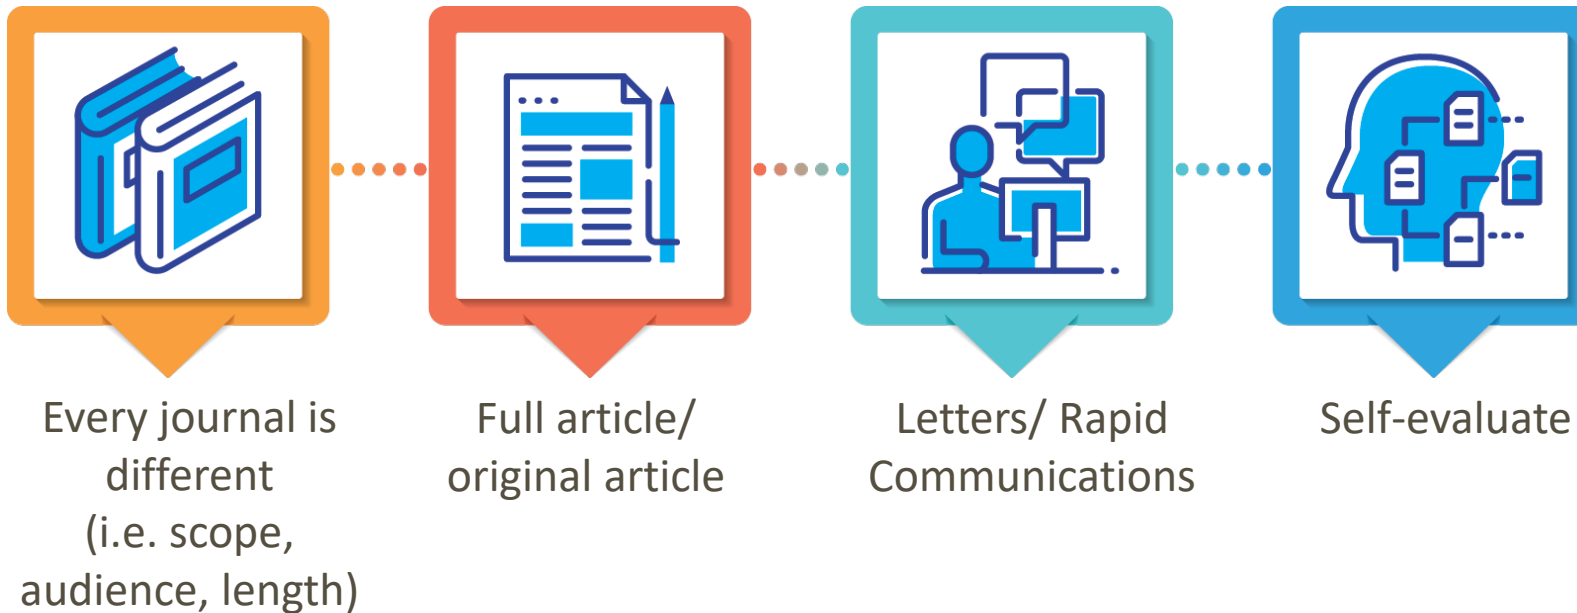 Every journal is
different
(i.e. scope,
audience, length)
Full article/
original article
Letters/ Rapid
Communications
Self-evaluate